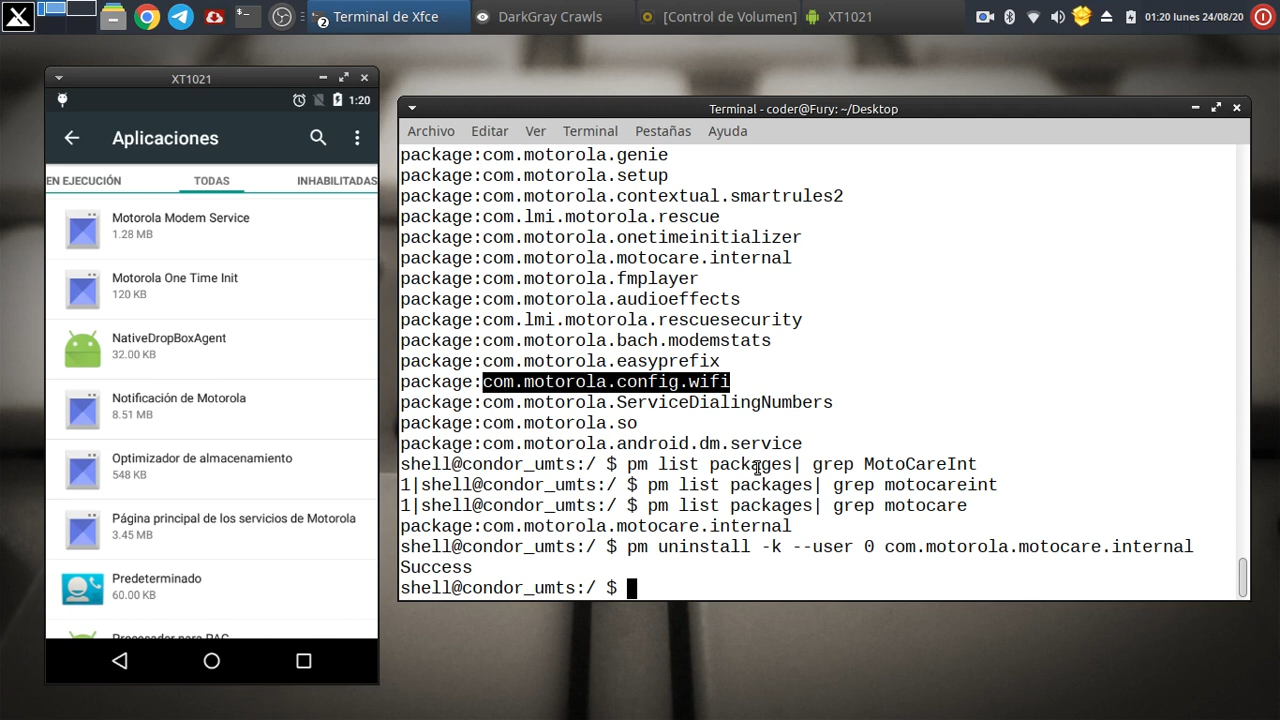 Terminal de Xfce
DarkGray Crawls
[Control de Volumen]
XT1021
01:20 lunes 24/08/20
XT1021
1:20
Aplicaciones
EN EJECUCIÓN
TODAS
INHABILITADAS
Motorola Modem Service
1.28 MB
Motorola One Time Init
120 KB
NativeDropBoxAgent
32.00 KB
Notificación de Motorola
8.51 MB
Optimizador de almacenamiento
548 KB
Página principal de los servicios de Motorola
3.45 MB
Predeterminado
60.00 KB
Procesador para PAC
Terminal - coder@Fury: ~/Desktop
Archivo Editar Ver Terminal Pestañas Ayuda
package:com.motorola.genie
package:com.motorola.setup
package:com.motorola.contextual.smartrules2
package:com.lmi.motorola.rescue
package:com.motorola.onetimeinitializer
package:com.motorola.motocare.internal
package:com.motorola.fmplayer
package:com.motorola.audioeffects
package:com.lmi.motorola.rescuesecurity
package:com.motorola.bach.modemstats
package:com.motorola.easyprefix
package:com.motorola.config.wifi
package:com.motorola.ServiceDialingNumbers
package:com.motorola.so
package:com.motorola.android.dm.service
shell@condor_umts:/ $ pm list packages| grep MotoCareInt
1|shell@condor_umts:/ $ pm list packages| grep motocareint
1|shell@condor_umts:/ $ pm list packages| grep motocare
package:com.motorola.motocare.internal
shell@condor_umts:/ $ pm uninstall -k --user 0 com.motorola.motocare.internal
Success
shell@condor_umts:/ $